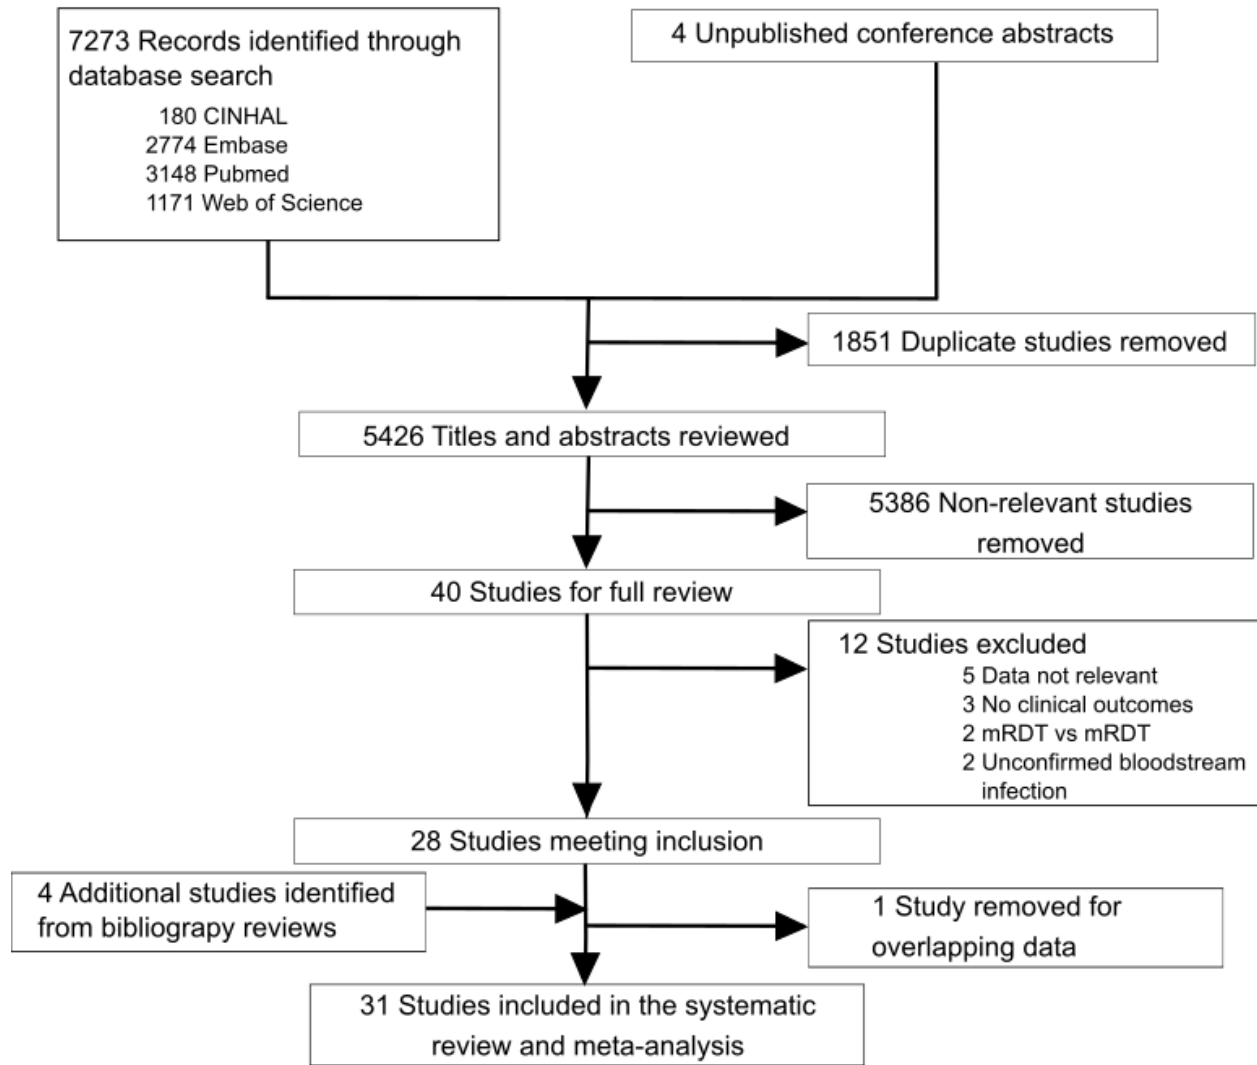 7273 Records identified through
database search
180 CINHAL
2774 Embase
3148 Pubmed
1171 Web of Science
4 Unpublished conference abstracts
1851 Duplicate studies removed
5426 Titles and abstracts reviewed
5386 Non-relevant studies
removed
40 Studies for full review
12 Studies excluded
5 Data not relevant
3 No clinical outcomes
2 mRDT vs mRDT
2 Unconfirmed bloodstream
infection
28 Studies meeting inclusion
4 Additional studies identified
from bibliograpy reviews
1 Study removed for
overlapping data
31 Studies included in the systematic
review and meta-analysis